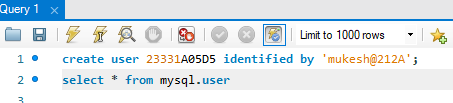 Query 1
Limit to 1000 rows
1 create user 23331A05D5 identified by 'mukesh@212A';
2 select * from mysql.user